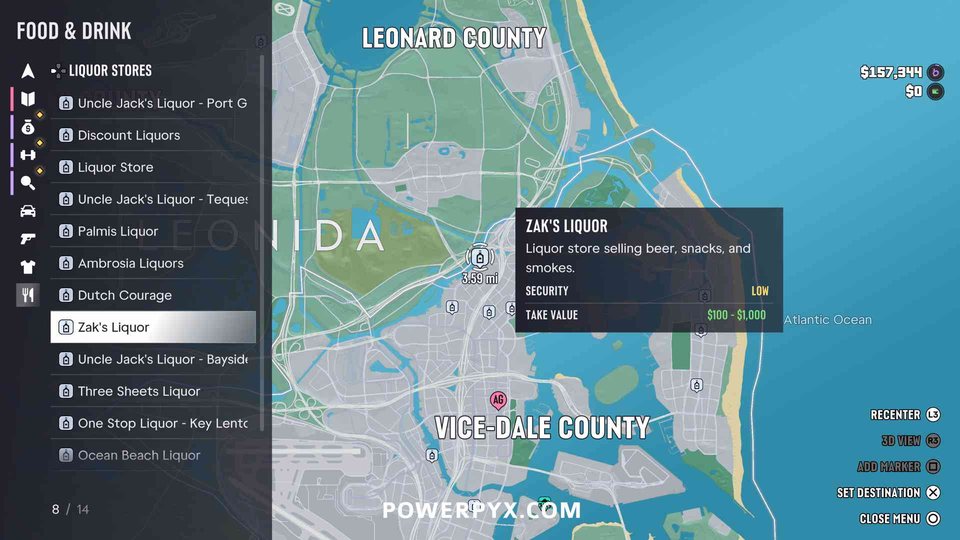 FOOD & DRINK
LIQUOR STORES
Uncle Jack's Liquor - Port G
Discount Liquors
Liquor Store
Uncle Jack's Liquor - Teques
Palmis Liquor
Ambrosia Liquors
Dutch Courage
Zak's Liquor
Uncle Jack's Liquor - Bayside
Three Sheets Liquor
One Stop Liquor - Key Lento
Ocean Beach Liquor
8 / 14
LEONARD COUNTY
LEONIDA
3.59 mi
ZAK'S LIQUOR
Liquor store selling beer, snacks, and
smokes.
SECURITY LOW
TAKE VALUE $100 - $1,000
Atlantic Ocean
AG
VICE-DALE COUNTY
POWERPYX.COM
$157,344
$0
RECENTER L3
3D VIEW R3
ADD MARKER
SET DESTINATION
CLOSE MENU